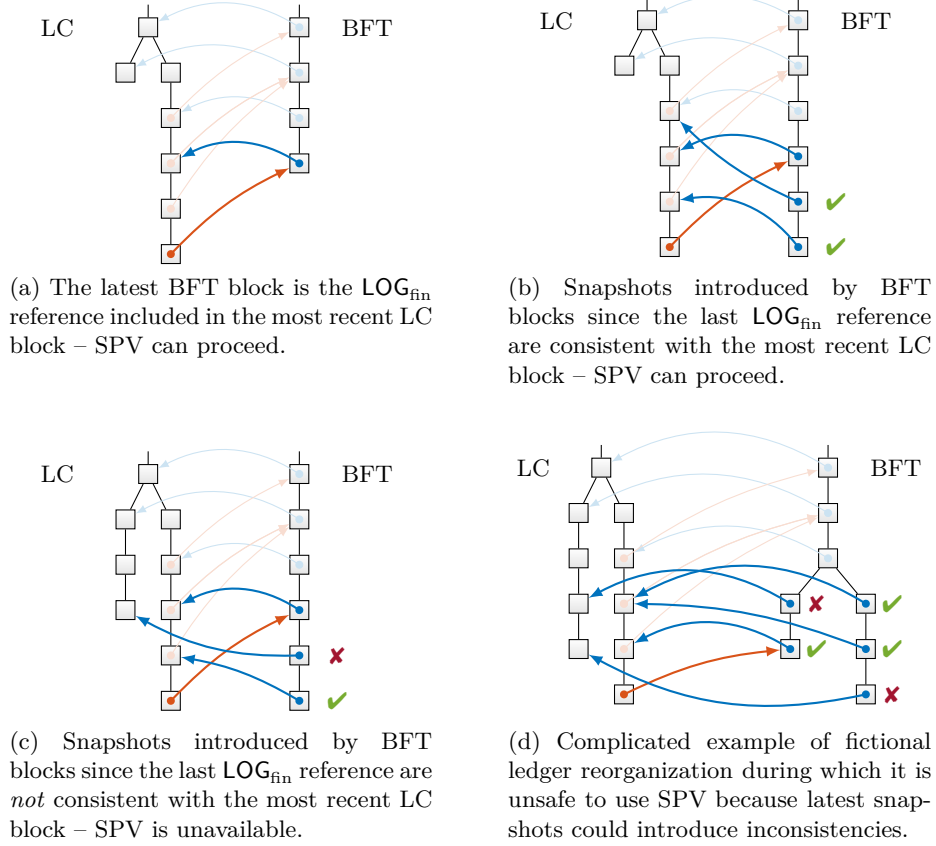 LC BFT
LC BFT
(a) The latest BFT block is the LOGfin
reference included in the most recent LC
block – SPV can proceed.
(b) Snapshots introduced by BFT
blocks since the last LOGfin reference
are consistent with the most recent LC
block – SPV can proceed.
LC BFT
LC BFT
(c) Snapshots introduced by BFT
blocks since the last LOGfin reference are
not consistent with the most recent LC
block – SPV is unavailable.
(d) Complicated example of fictional
ledger reorganization during which it is
unsafe to use SPV because latest snap-
shots could introduce inconsistencies.